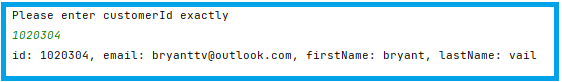 Please enter customerId exactly
1020304
id: 1020304, email: bryanttv@outlook.com, firstName: bryant, lastName: vail